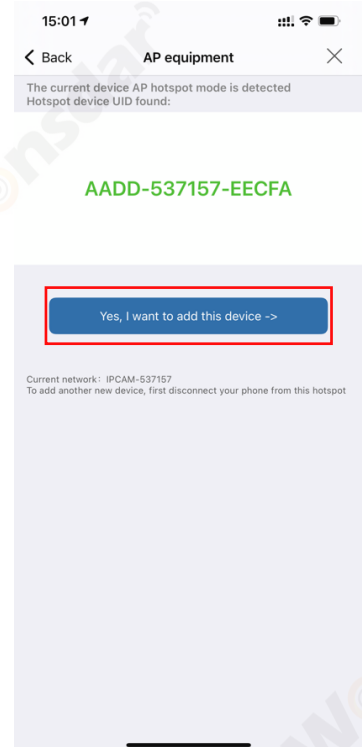 15:01
Back
AP equipment
The current device AP hotspot mode is detected
Hotspot device UID found:
AADD-537157-EECFA
Yes, I want to add this device ->
Current network: IPCAM-537157
To add another new device, first disconnect your phone from this hotspot